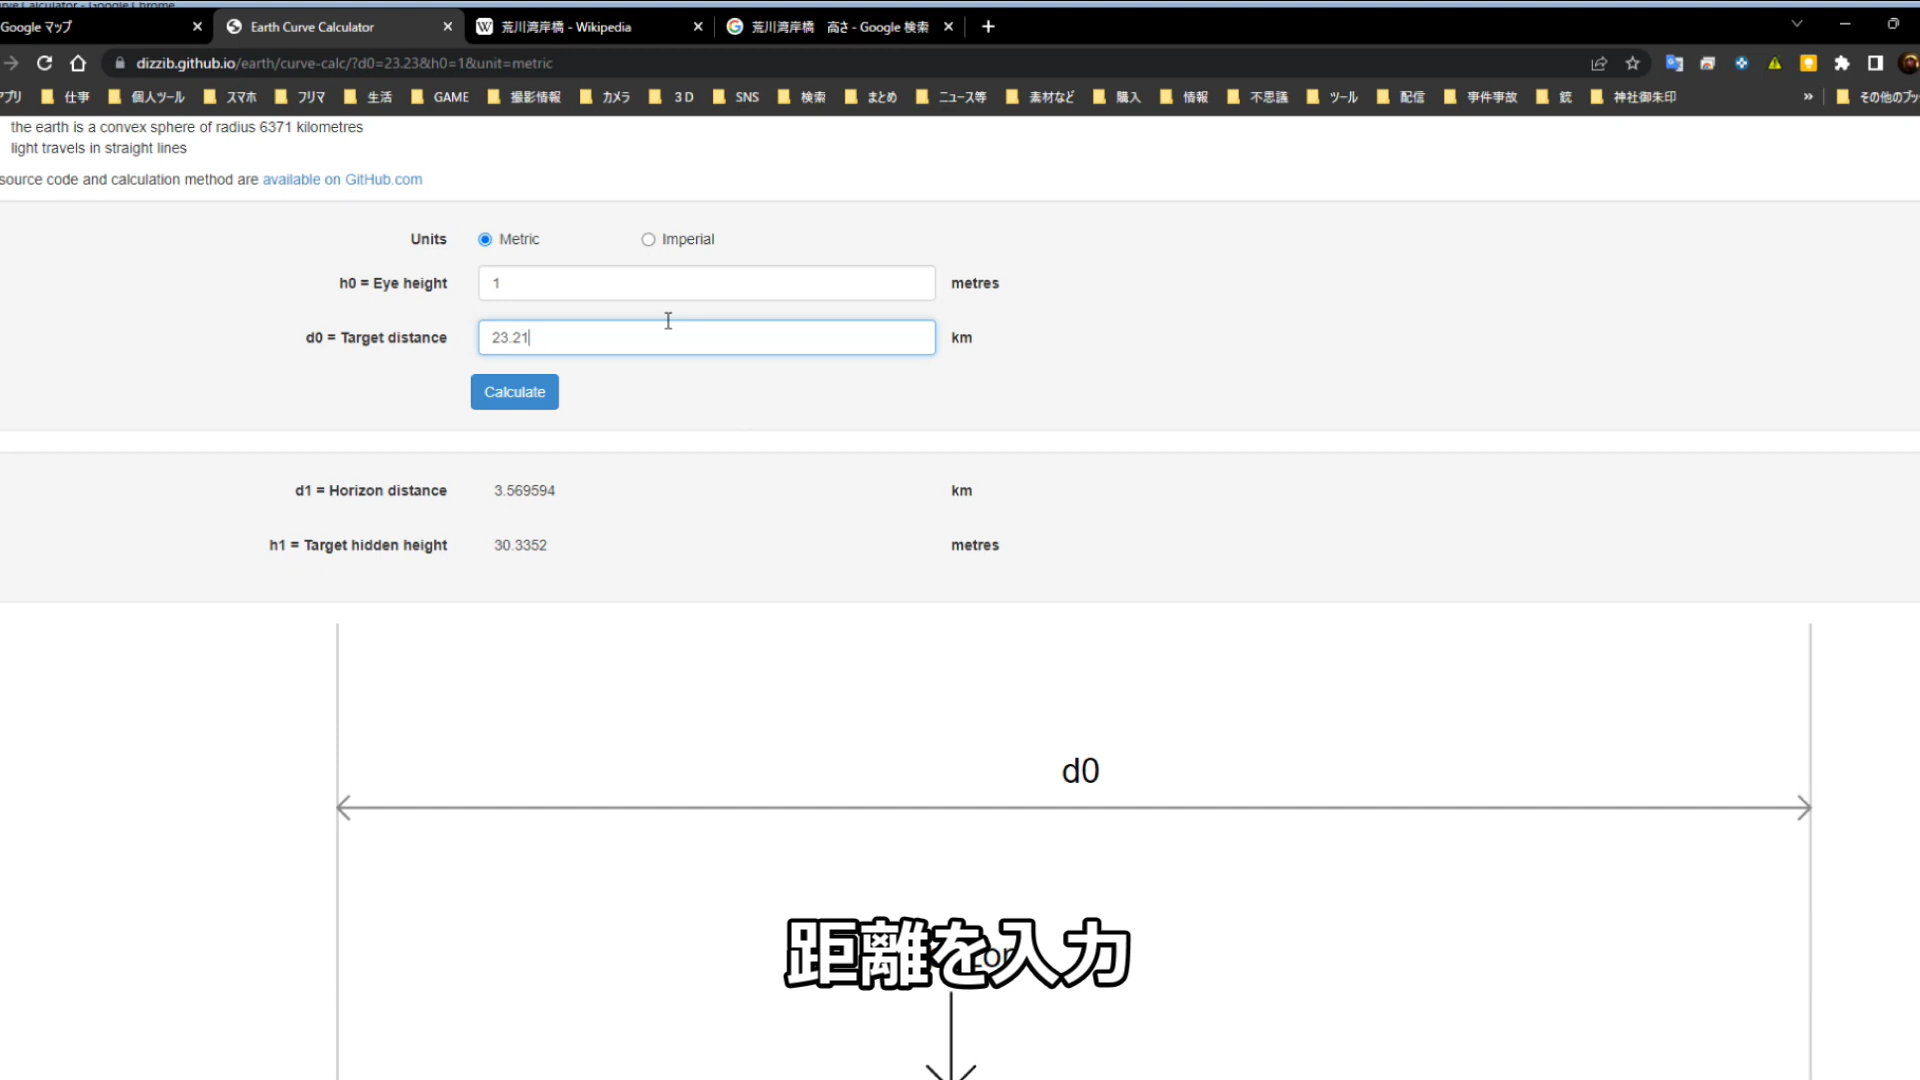 Google マップ
Earth Curve Calculator
荒川湾岸橋 - Wikipedia
荒川湾岸橋 高さ - Google 検索
dizzib.github.io/earth/curve-calc/?d0=23.23&h0=1&unit=metric
アプリ 仕事 個人ツール スマホ フリマ 生活 GAME 撮影情報 カメラ 3D SNS 検索 まとめ ニュース等 素材など 購入 情報 不思議 ツール 配信 事件事故 銃 神社御朱印 » その他のブッ
the earth is a convex sphere of radius 6371 kilometres
light travels in straight lines
source code and calculation method are available on GitHub.com
Units Metric Imperial
h0 = Eye height 1 metres
d0 = Target distance 23.21 km
Calculate
d1 = Horizon distance 3.569594 km
h1 = Target hidden height 30.3352 metres
d0
距離を入力